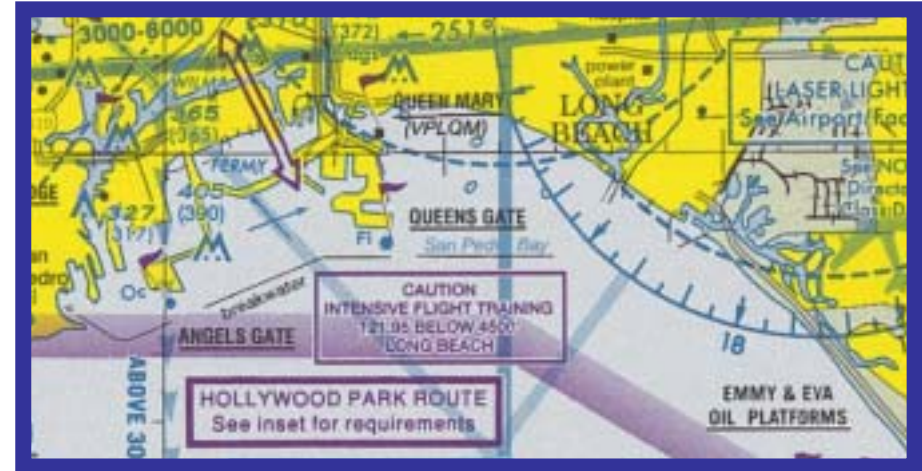 3000-6000
(372)
251°
CAUT
LASER LIGHT
See Airport/Fac
power
plant
QUEEN MARY
(VPLQM)
LONG
BEACH
365
(365)
FERMY
405
(390)
327
QUEENS GATE
San Pedro Bay
Fl
Oc
breakwater
ANGELS GATE
CAUTION
INTENSIVE FLIGHT TRAINING
121.95 BELOW 4500
LONG BEACH
18
ABOVE 30
HOLLYWOOD PARK ROUTE
See inset for requirements
EMMY & EVA
OIL PLATFORMS